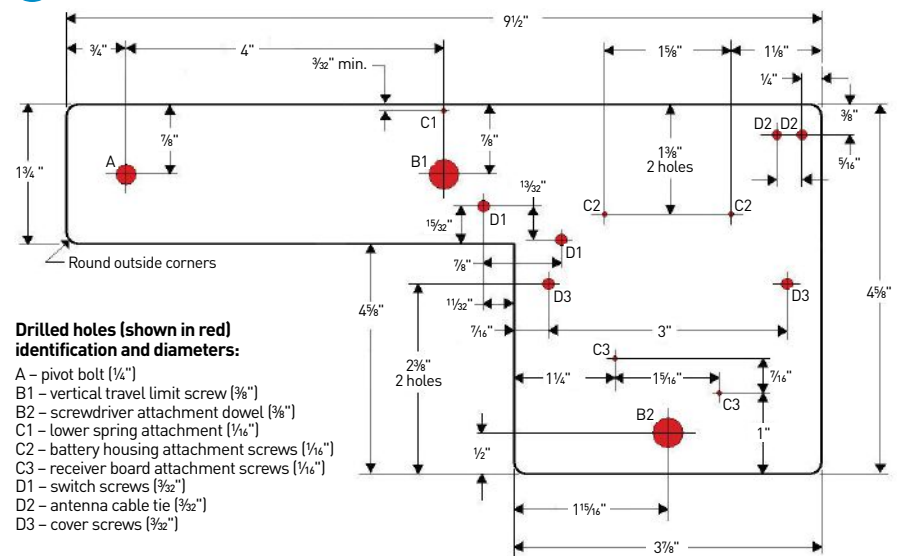 9½"
¾"
4"
1⅝"
1⅛"
3⁄32" min.
¼"
C1
⅞"
⅞"
⅜"
D2 D2
1¾"
A
B1
1⅜"
2 holes
5⁄16"
13⁄32"
C2
C2
15⁄32"
D1
D1
Round outside corners
⅞"
4⅝"
4⅝"
D3
D3
11⁄32"
7⁄16"
3"
2⅜"
2 holes
C3
1¼"
1 5⁄16"
7⁄16"
C3
B2
1"
½"
1 15⁄16"
3⅞"
Drilled holes (shown in red)
identification and diameters:
A – pivot bolt (¼")
B1 – vertical travel limit screw (⅜")
B2 – screwdriver attachment dowel (⅜")
C1 – lower spring attachment (1⁄16")
C2 – battery housing attachment screws (1⁄16")
C3 – receiver board attachment screws (1⁄16")
D1 – switch screws (3⁄32")
D2 – antenna cable tie (3⁄32")
D3 – cover screws (3⁄32")